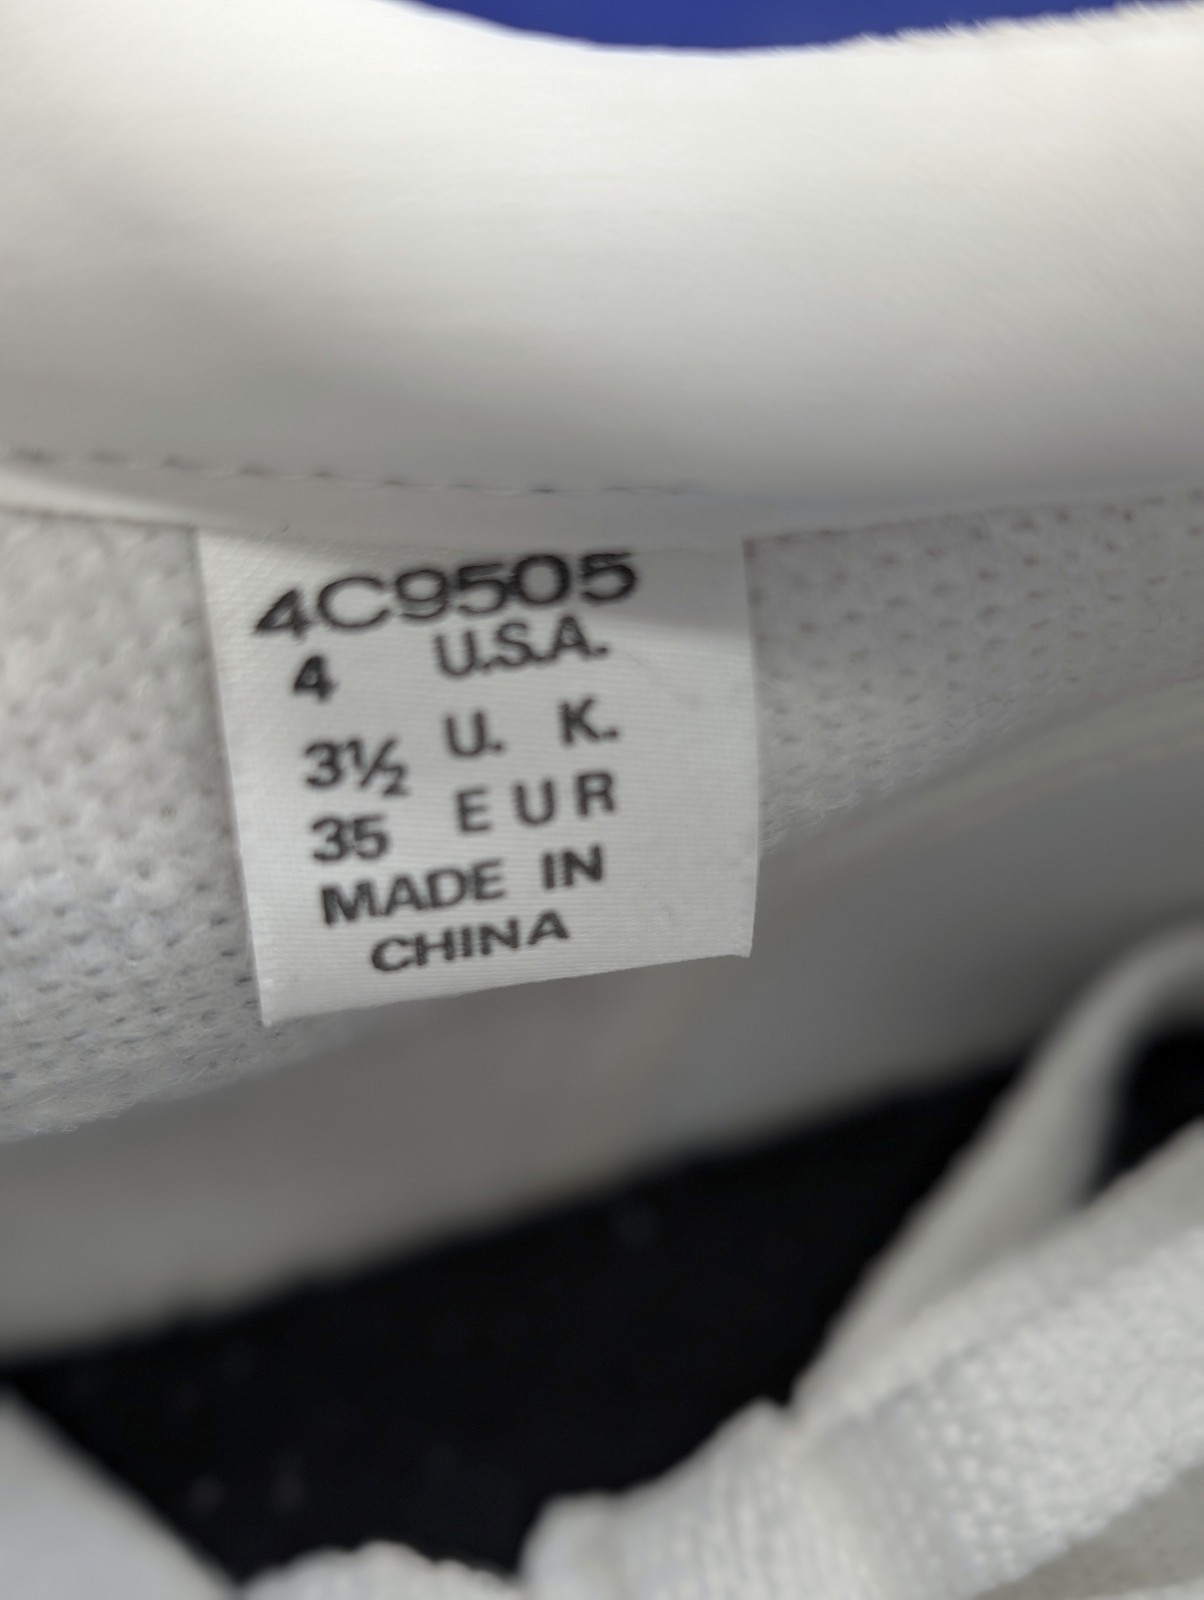 4C9505
4 U.S.A.
3½ U. K.
35 EUR
MADE IN
CHINA